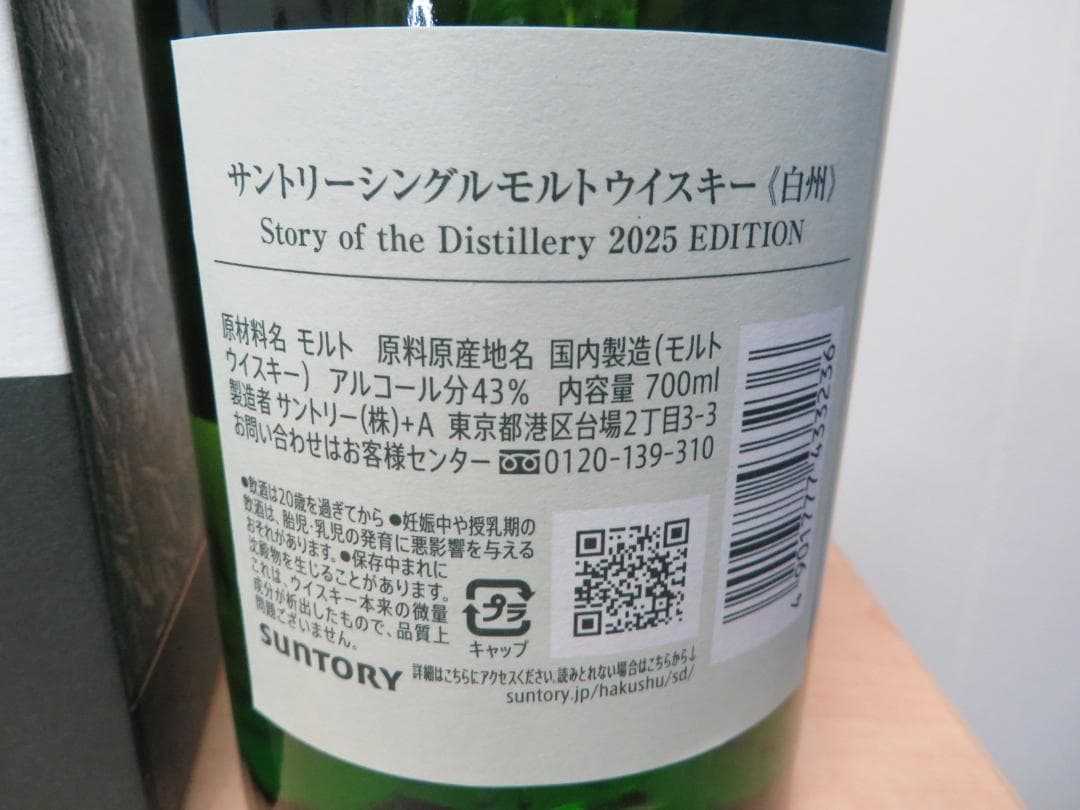 サントリーシングルモルトウイスキー《白州》
Story of the Distillery 2025 EDITION
原材料名 モルト　原料原産地名 国内製造(モルト
ウイスキー)　アルコール分43%　内容量 700ml
製造者 サントリー(株)+A 東京都港区台場2丁目3-3
お問い合わせはお客様センター 0120-139-310
●飲酒は20歳を過ぎてから ●妊娠中や授乳期の
飲酒は、胎児・乳児の発育に悪影響を与える
おそれがあります。●保存中まれに
沈殿物を生じることがあります。
これは、ウイスキー本来の微量
成分が析出したもので、品質上
問題ございません。
プラ
キャップ
SUNTORY
詳細はこちらにアクセスください。読みとれない場合はこちらから↓
suntory.jp/hakushu/sd/
4 901777 433236